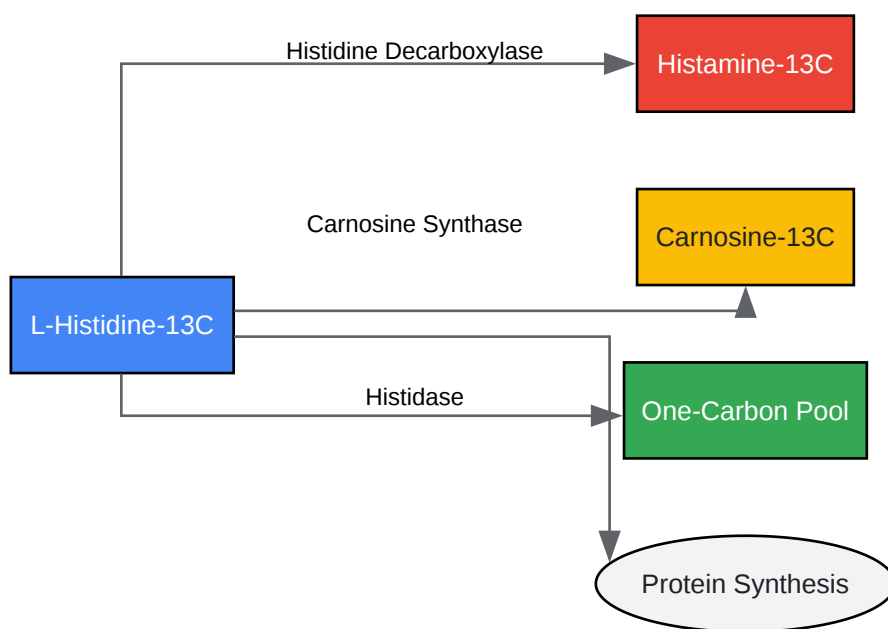 Histidine Decarboxylase
Histamine-13C
Carnosine Synthase
Carnosine-13C
L-Histidine-13C
Histidase
One-Carbon Pool
Protein Synthesis